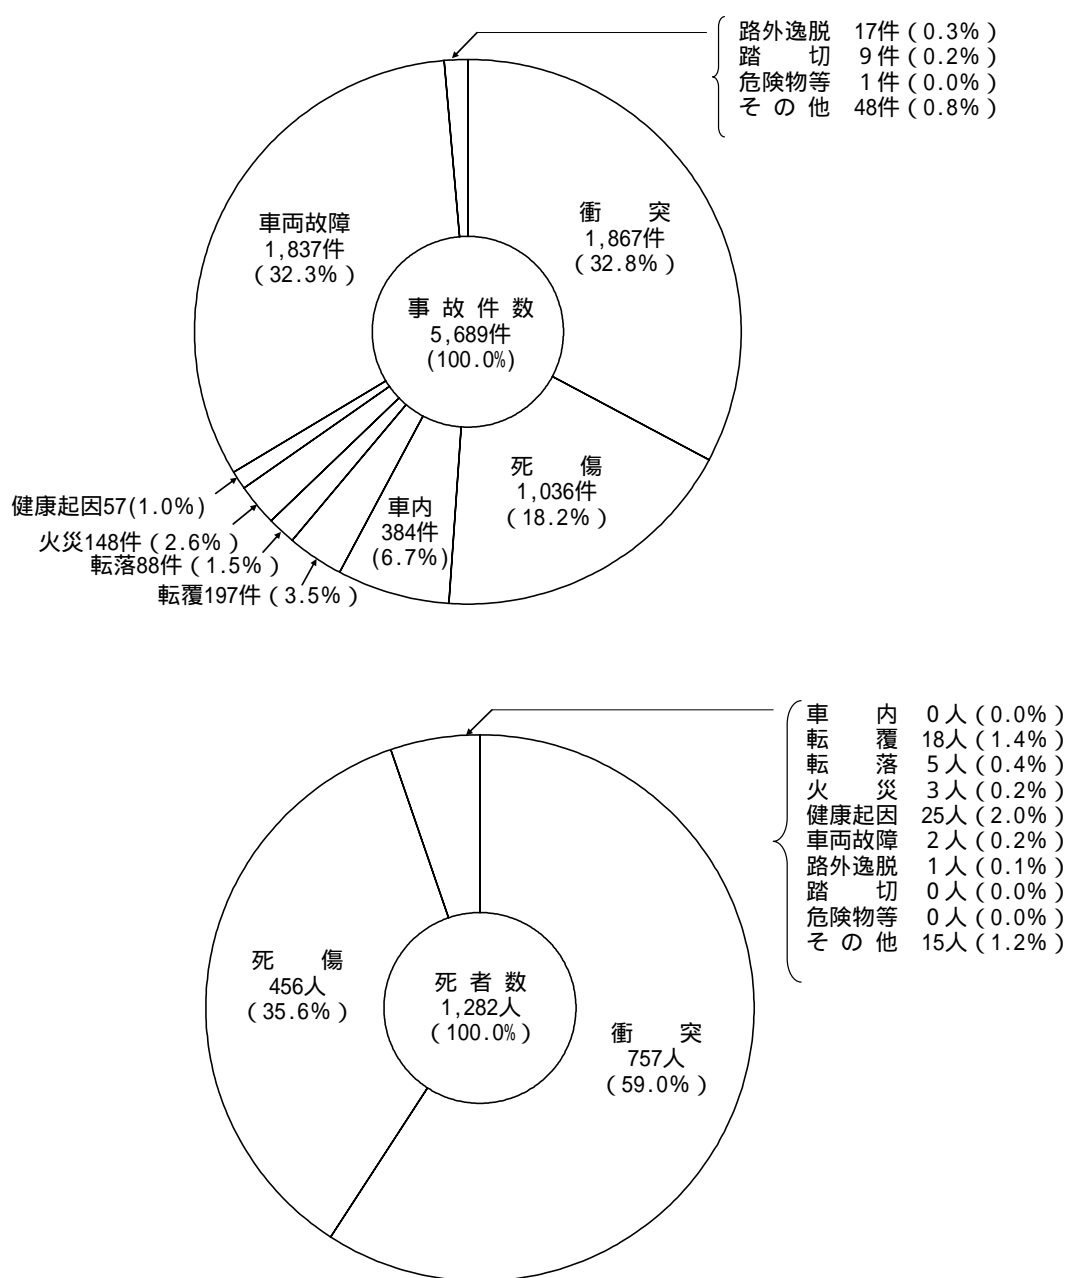 路外逸脱 17件(0.3%)
踏切 9件(0.2%)
危険物等 1件(0.0%)
その他 48件(0.8%)
衝突
1,867件
(32.8%)
車両故障
1,837件
(32.3%)
事故件数
5,689件
(100.0%)
死傷
1,036件
(18.2%)
車内
384件
(6.7%)
健康起因57(1.0%)
火災148件(2.6%)
転落88件(1.5%)
転覆197件(3.5%)
車内 0人(0.0%)
転覆 18人(1.4%)
転落 5人(0.4%)
火災 3人(0.2%)
健康起因 25人(2.0%)
車両故障 2人(0.2%)
路外逸脱 1人(0.1%)
踏切 0人(0.0%)
危険物等 0人(0.0%)
その他 15人(1.2%)
死傷
456人
(35.6%)
死者数
1,282人
(100.0%)
衝突
757人
(59.0%)